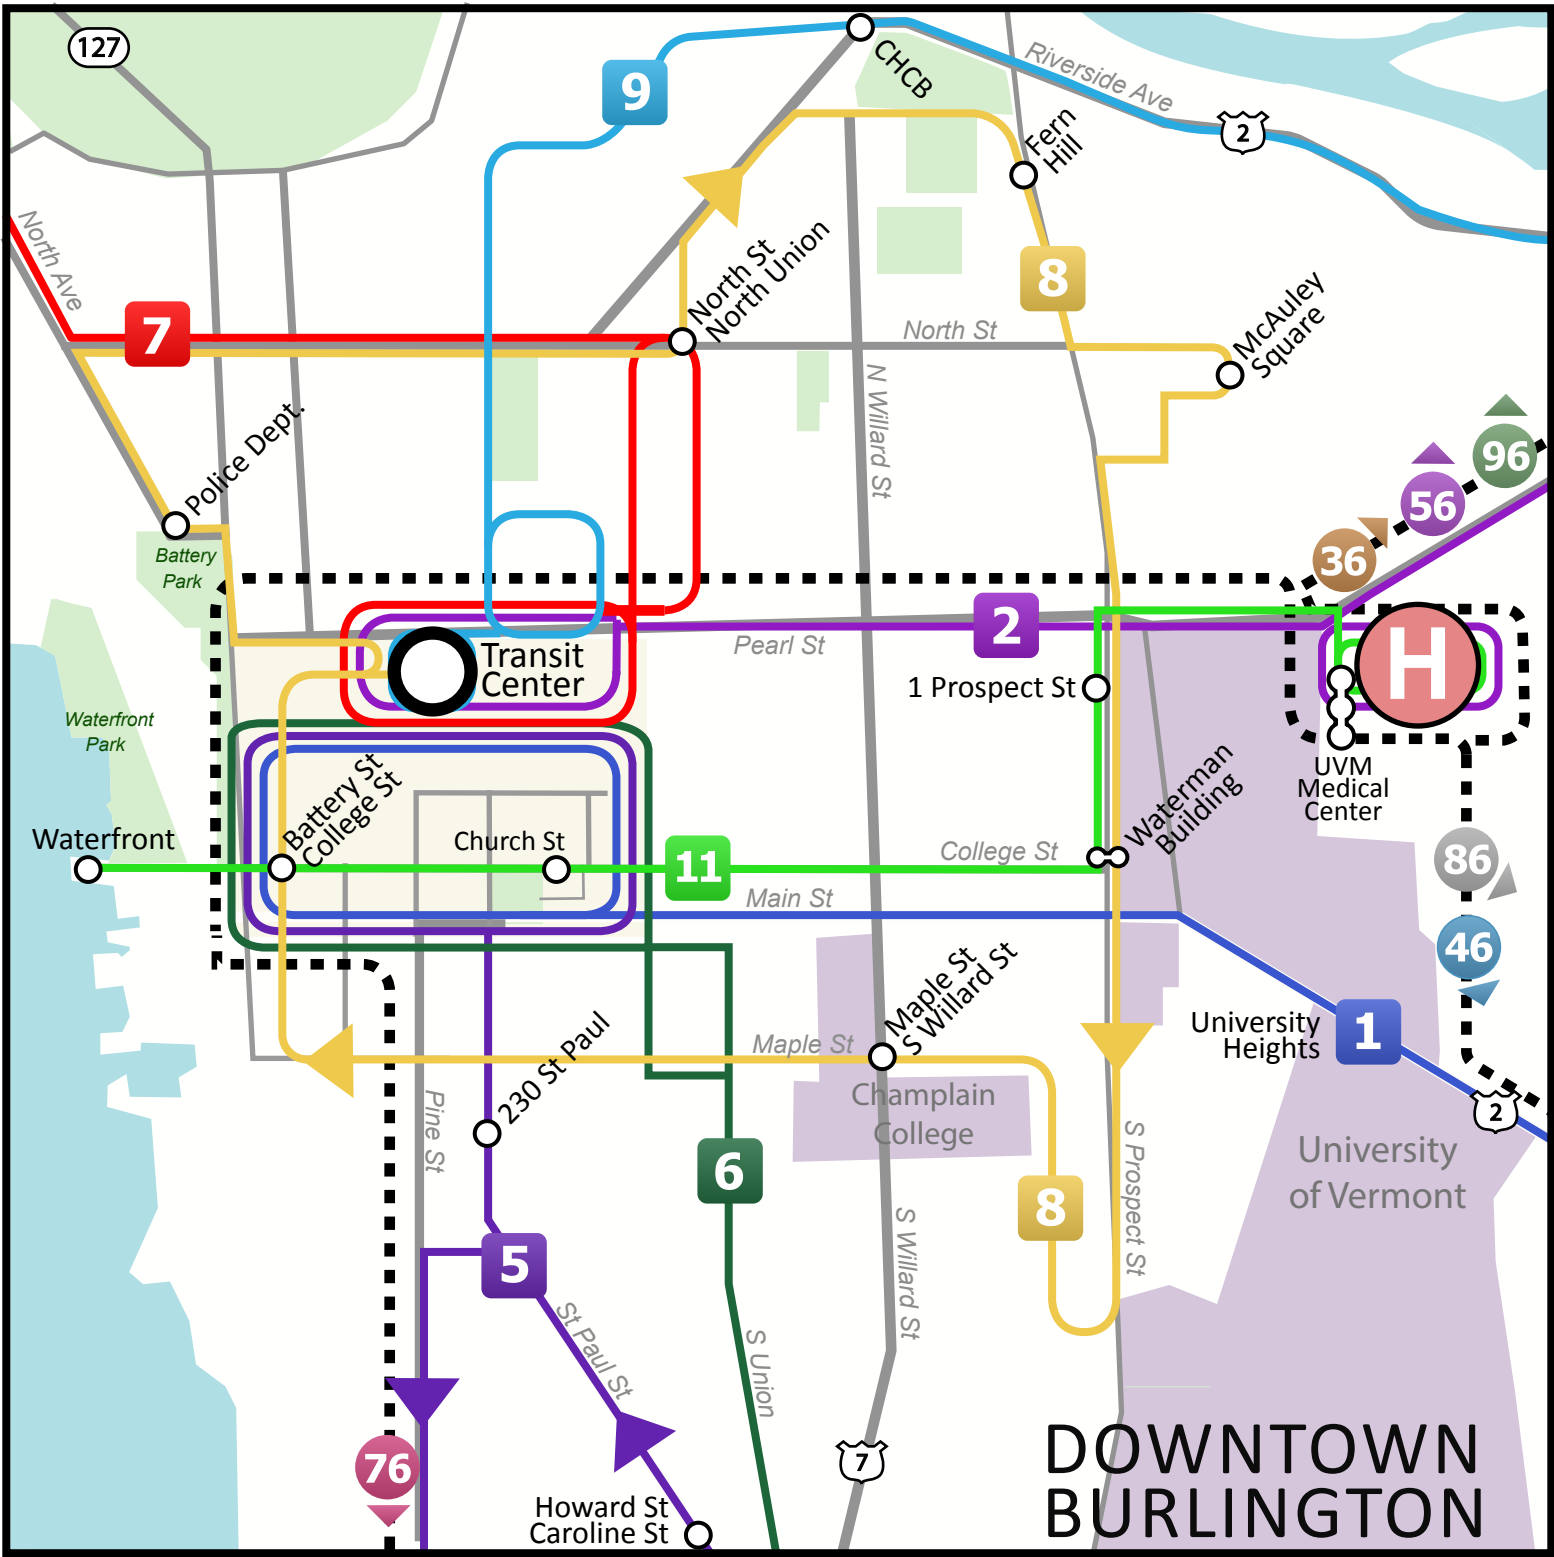 127
9
CHCB
Riverside Ave
2
Fern
Hill
North Ave
7
North St
North Union
8
North St
McAuley
Square
N Willard St
Police Dept.
96
56
36
Battery
Park
2
Pearl St
Transit
Center
H
1 Prospect St
Waterfront
Park
UVM
Medical
Center
Battery St
College St
Waterfront
Church St
11
College St
Waterman
Building
86
Main St
46
Maple St
S Willard St
University
Heights
1
Maple St
230 St Paul
Champlain
College
2
Pine St
S Prospect St
University
of Vermont
6
8
5
S Willard St
St Paul St
S Union
76
7
DOWNTOWN
BURLINGTON
Howard St
Caroline St